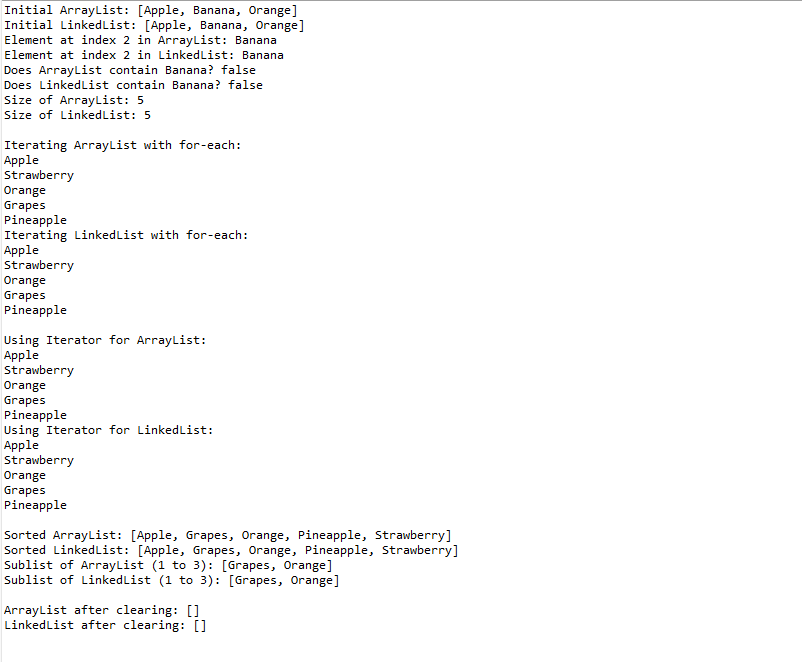 Initial ArrayList: [Apple, Banana, Orange]
Initial LinkedList: [Apple, Banana, Orange]
Element at index 2 in ArrayList: Banana
Element at index 2 in LinkedList: Banana
Does ArrayList contain Banana? false
Does LinkedList contain Banana? false
Size of ArrayList: 5
Size of LinkedList: 5

Iterating ArrayList with for-each:
Apple
Strawberry
Orange
Grapes
Pineapple
Iterating LinkedList with for-each:
Apple
Strawberry
Orange
Grapes
Pineapple

Using Iterator for ArrayList:
Apple
Strawberry
Orange
Grapes
Pineapple
Using Iterator for LinkedList:
Apple
Strawberry
Orange
Grapes
Pineapple

Sorted ArrayList: [Apple, Grapes, Orange, Pineapple, Strawberry]
Sorted LinkedList: [Apple, Grapes, Orange, Pineapple, Strawberry]
Sublist of ArrayList (1 to 3): [Grapes, Orange]
Sublist of LinkedList (1 to 3): [Grapes, Orange]

ArrayList after clearing: []
LinkedList after clearing: []